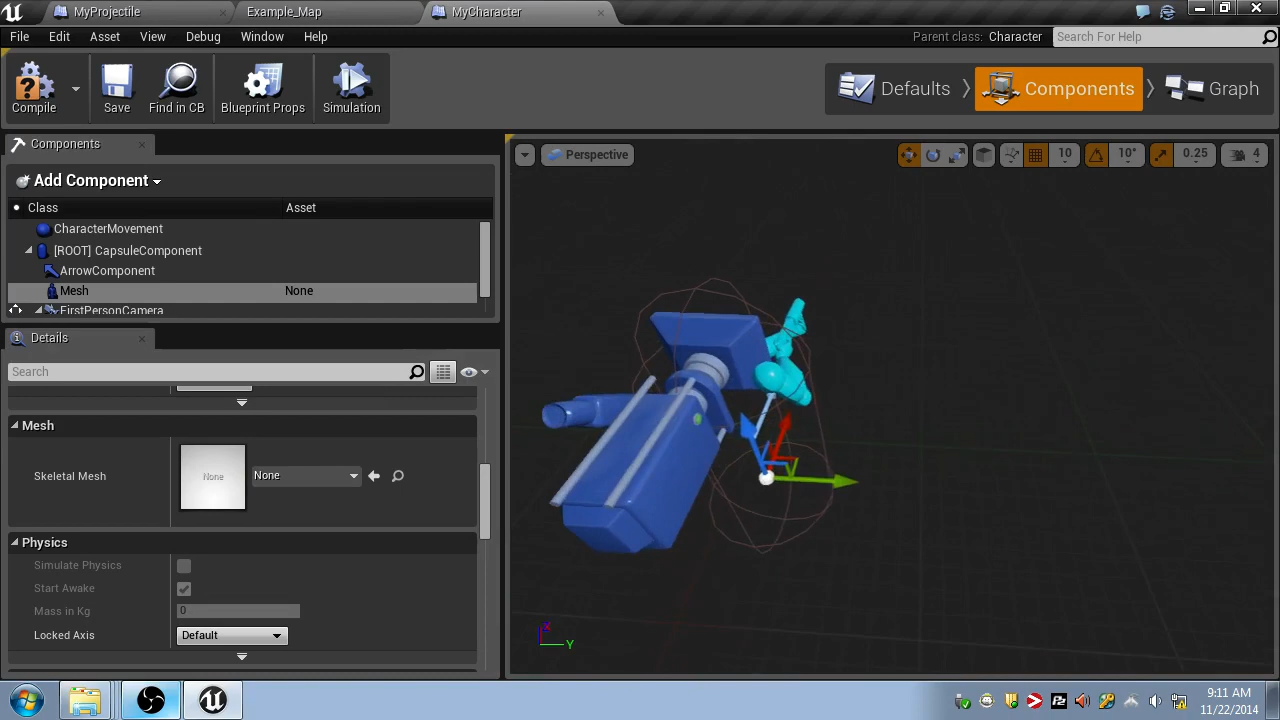 MyProjectile
Example_Map
MyCharacter
File Edit Asset View Debug Window Help
Parent class: Character
Search For Help
Compile
Save
Find in CB
Blueprint Props
Simulation
Defaults
Components
Graph
Components
Add Component
Class Asset
CharacterMovement
[ROOT] CapsuleComponent
ArrowComponent
Mesh None
FirstPersonCamera
Details
Search
Mesh
Skeletal Mesh
None
None
Physics
Simulate Physics
Start Awake
Mass in Kg 0
Locked Axis Default
Perspective
10
10°
0.25
4
Y
9:11 AM
11/22/2014